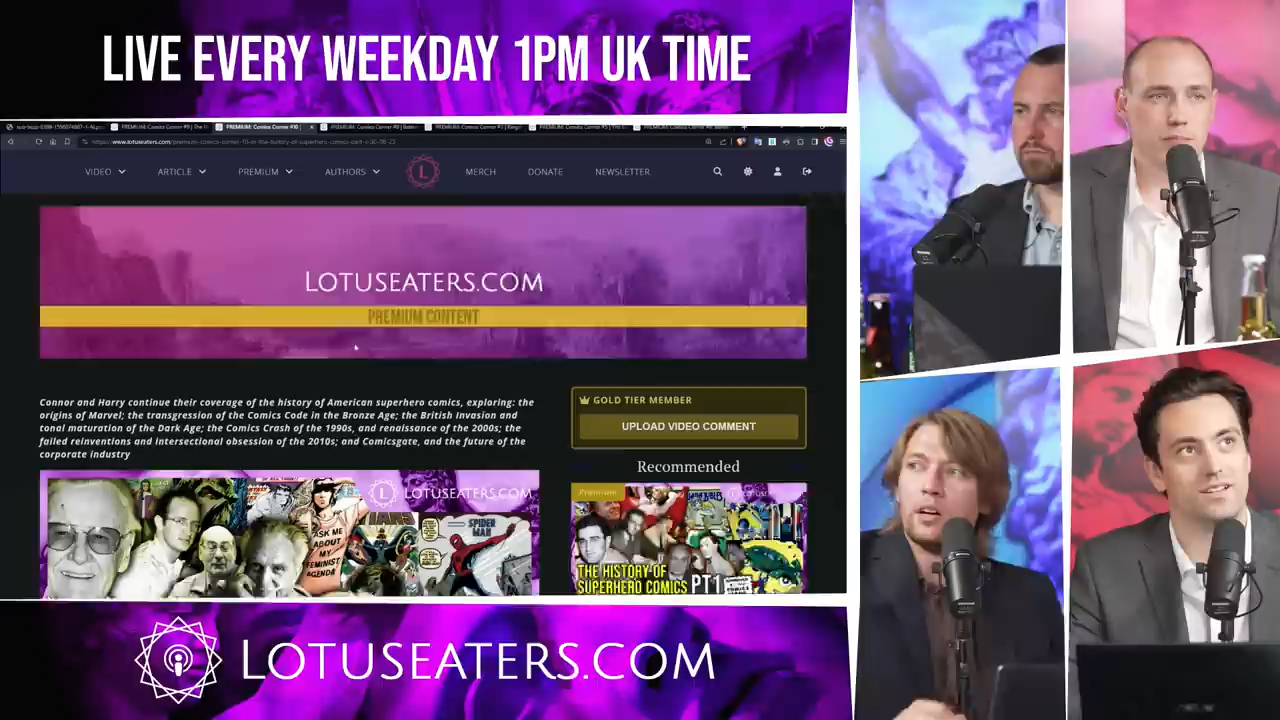 LIVE EVERY WEEKDAY 1PM UK TIME
PREMIUM: Comics Corner #10
VIDEO
ARTICLE
PREMIUM
AUTHORS
L
MERCH
DONATE
NEWSLETTER
LOTUSEATERS.COM
PREMIUM CONTENT
Connor and Harry continue their coverage of the history of American superhero comics, exploring: the
origins of Marvel; the transgression of the Comics Code in the Bronze Age; the British Invasion and
tonal maturation of the Dark Age; the Comics Crash of the 1990s, and renaissance of the 2000s; the
failed reinventions and intersectional obsession of the 2010s; and Comicsgate, and the future of the
corporate industry
GOLD TIER MEMBER
UPLOAD VIDEO COMMENT
Recommended
L LOTUSEATERS.COM
ASK ME
ABOUT
MY
FEMINIST
AGENDA
SPIDER
MAN
Premium
THE HISTORY OF
SUPERHERO COMICS PT1
LOTUSEATERS.COM